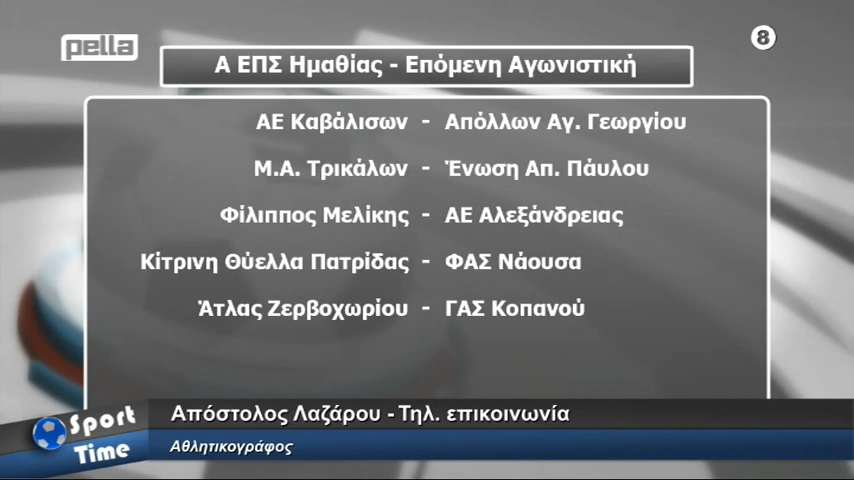 pella
8
Α ΕΠΣ Ημαθίας - Επόμενη Αγωνιστική
ΑΕ Καβάλισων - Απόλλων Αγ. Γεωργίου
Μ.Α. Τρικάλων - Ένωση Απ. Πάυλου
Φίλιππος Μελίκης - ΑΕ Αλεξάνδρειας
Κίτρινη Θύελλα Πατρίδας - ΦΑΣ Νάουσα
Άτλας Ζερβοχωρίου - ΓΑΣ Κοπανού
Sport
Time
Απόστολος Λαζάρου - Τηλ. επικοινωνία
Αθλητικογράφος